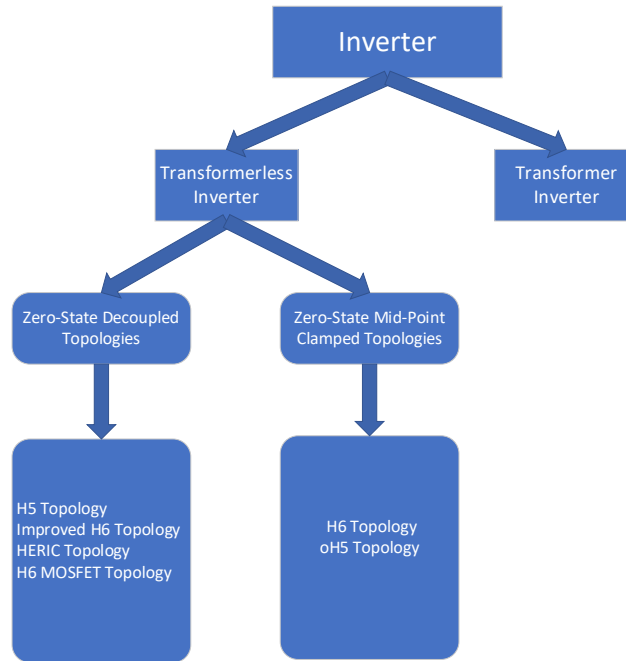 Inverter
Transformerless
Inverter
Transformer
Inverter
Zero-State Decoupled
Topologies
Zero-State Mid-Point
Clamped Topologies
H5 Topology
Improved H6 Topology
HERIC Topology
H6 MOSFET Topology
H6 Topology
oH5 Topology